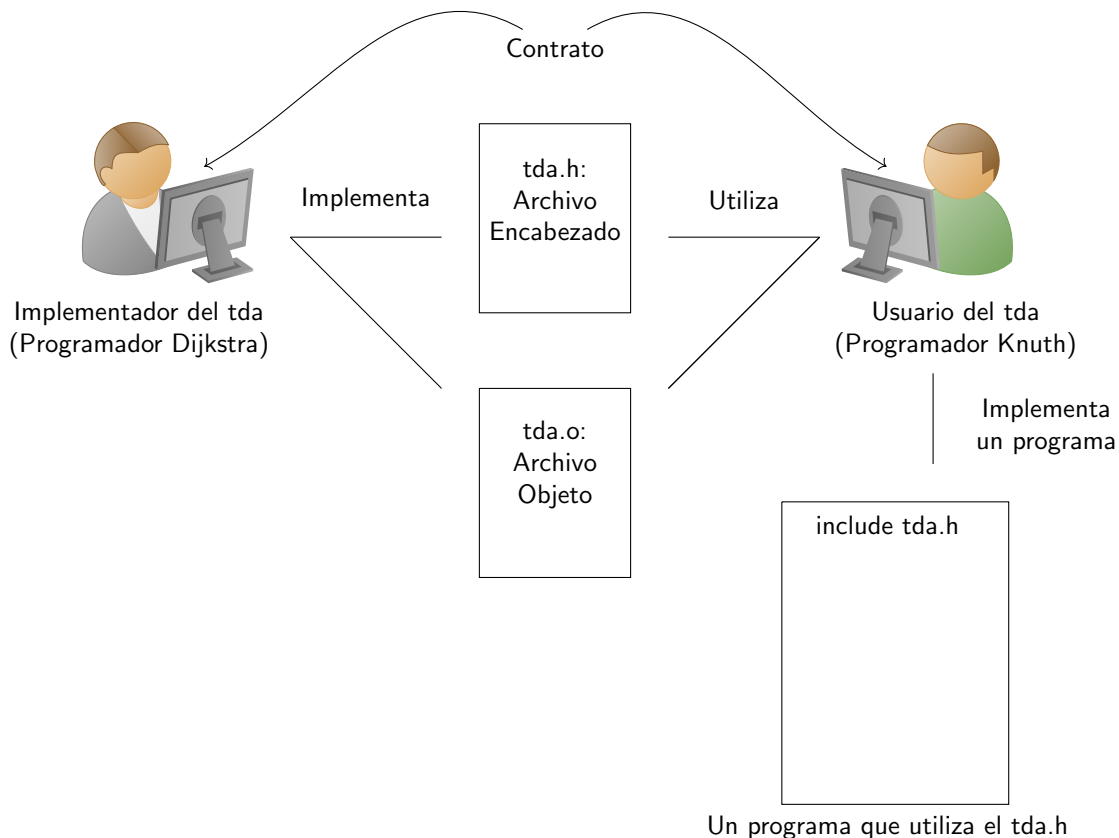 Contrato
tda.h:
Archivo
Encabezado
Implementa
Utiliza
Implementador del tda
(Programador Dijkstra)
Usuario del tda
(Programador Knuth)
tda.o:
Archivo
Objeto
Implementa
un programa
include tda.h
Un programa que utiliza el tda.h